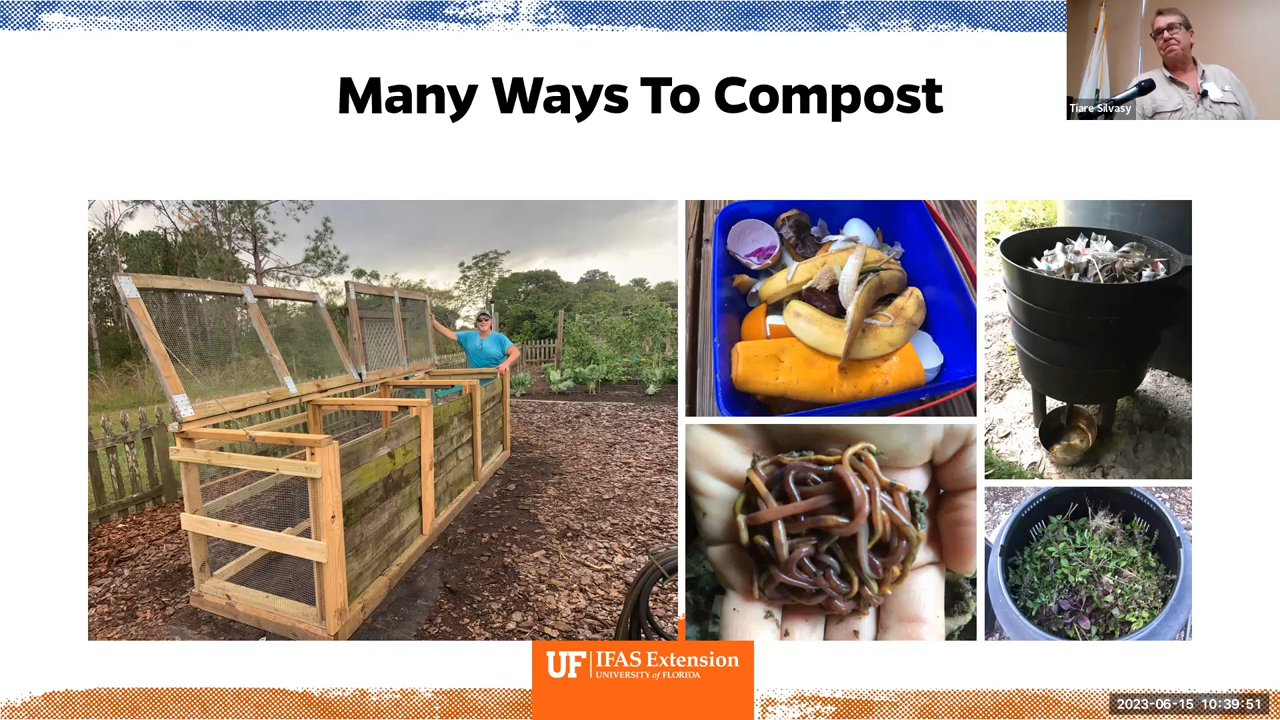 Many Ways To Compost
Tiare Silvasy
UF IFAS Extension
UNIVERSITY of FLORIDA
2023-06-15 10:39:51